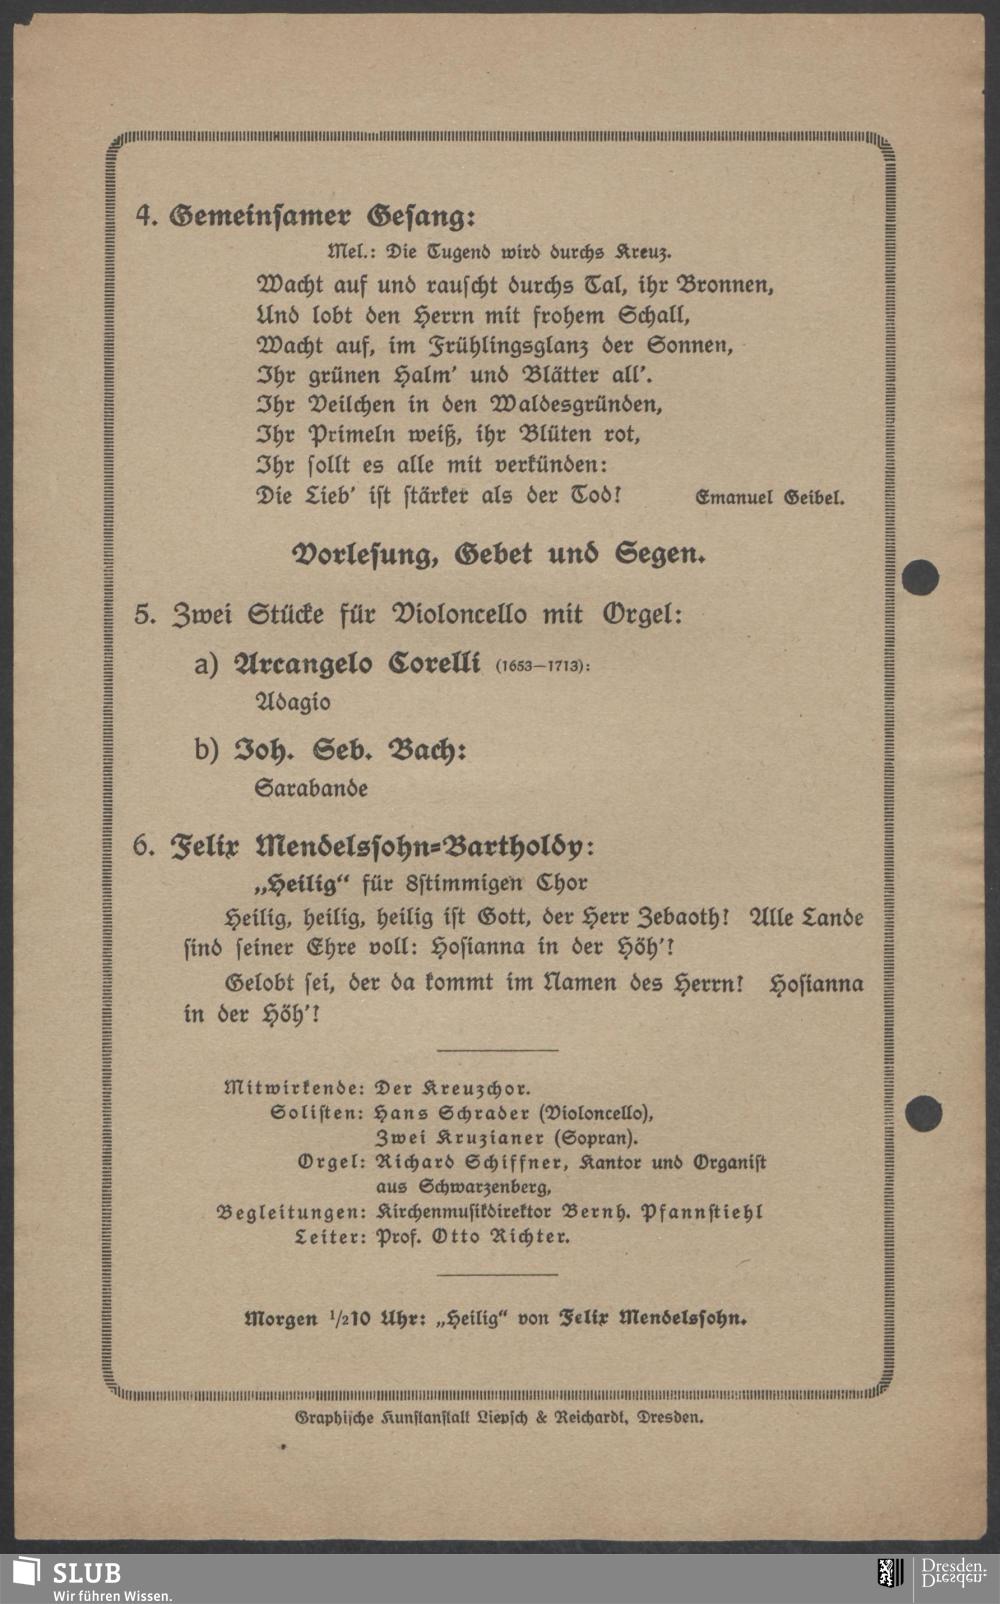 4. Gemeinsamer Gesang:
Mel.: Die Tugend wird durchs Kreuz.
Wacht auf und rauscht durchs Tal, ihr Bronnen,
Und lobt den Herrn mit frohem Schall,
Wacht auf, im Frühlingsglanz der Sonnen,
Ihr grünen Halm' und Blätter all'.
Ihr Veilchen in den Waldesgründen,
Ihr Primeln weiß, ihr Blüten rot,
Ihr sollt es alle mit verkünden:
Die Lieb' ist stärker als der Tod! Emanuel Geibel.
Vorlesung, Gebet und Segen.
5. Zwei Stücke für Violoncello mit Orgel:
a) Arcangelo Corelli (1653—1713):
Adagio
b) Joh. Seb. Bach:
Sarabande
6. Felix Mendelssohn-Bartholdy:
„Heilig“ für 8stimmigen Chor
Heilig, heilig, heilig ist Gott, der Herr Zebaoth! Alle Lande
sind seiner Ehre voll: Hosianna in der Höh'!
Gelobt sei, der da kommt im Namen des Herrn! Hosianna
in der Höh'!
Mitwirkende: Der Kreuzchor.
Solisten: Hans Schrader (Violoncello),
Zwei Kruzianer (Sopran).
Orgel: Richard Schiffner, Kantor und Organist
aus Schwarzenberg,
Begleitungen: Kirchenmusikdirektor Bernh. Pfannstiehl
Leiter: Prof. Otto Richter.
Morgen 1/2 10 Uhr: „Heilig“ von Felix Mendelssohn.
Graphische Kunstanstalt Liepsch & Reichardt, Dresden.
SLUB
Wir führen Wissen.
Dresden.
Dresden.